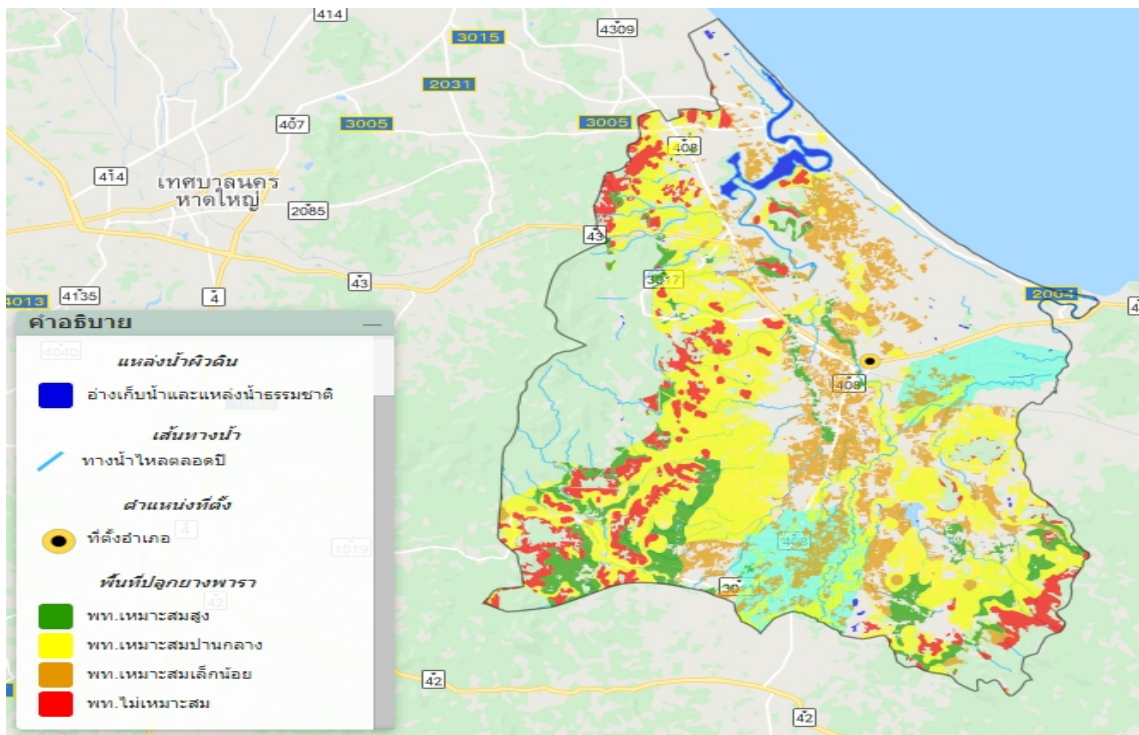 414
4309
3015
2031
407
3005
3005
408
414
เทศบาลนคร
หาดใหญ่
2085
43
3017
43
4135
4
4013
2004
4
408
408
42
42
คำอธิบาย
4040
แหล่งน้ำผิวดิน
อ่างเก็บน้ำและแหล่งน้ำธรรมชาติ
เส้นทางน้ำ
ทางน้ำไหลตลอดปี
ตำแหน่งที่ตั้ง
4
ที่ตั้งอำเภอ
1019
พื้นที่ปลูกยางพารา
42
พท.เหมาะสมสูง
พท.เหมาะสมปานกลาง
พท.เหมาะสมเล็กน้อย
พท.ไม่เหมาะสม